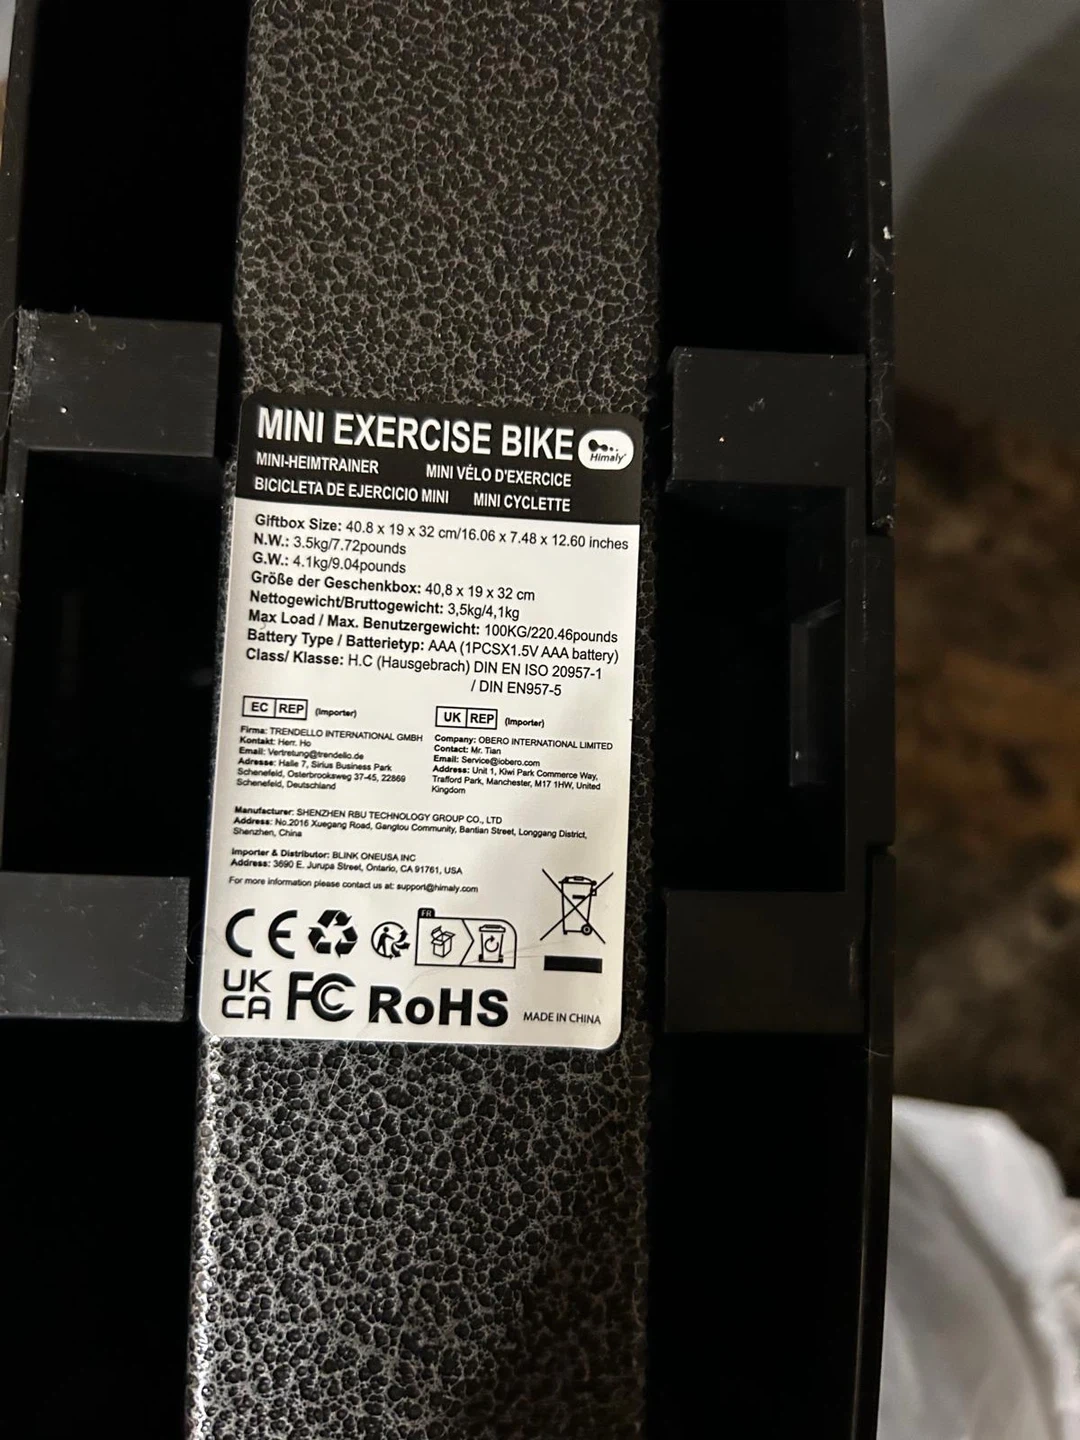 MINI EXERCISE BIKE
Himaly
MINI-HEIMTRAINER MINI VÉLO D'EXERCICE
BICICLETA DE EJERCICIO MINI MINI CYCLETTE
Giftbox Size: 40.8 x 19 x 32 cm/16.06 x 7.48 x 12.60 inches
N.W.: 3.5kg/7.72pounds
G.W.: 4.1kg/9.04pounds
Größe der Geschenkbox: 40,8 x 19 x 32 cm
Nettogewicht/Bruttogewicht: 3,5kg/4,1kg
Max Load / Max. Benutzergewicht: 100KG/220.46pounds
Battery Type / Batterietyp: AAA (1PCSX1.5V AAA battery)
Class/ Klasse: H.C (Hausgebrach) DIN EN ISO 20957-1
/ DIN EN957-5
EC REP (Importer)
Firma: TRENDELLO INTERNATIONAL GMBH
Kontakt: Herr. Ho
Email: Vertretung@trendello.de
Adresse: Halle 7, Sirius Business Park
Schenefeld, Osterbrooksweg 37-45, 22869
Schenefeld, Deutschland
UK REP (Importer)
Company: OBERO INTERNATIONAL LIMITED
Contact: Mr. Tian
Email: Service@iobero.com
Address: Unit 1, Kiwi Park Commerce Way,
Trafford Park, Manchester, M17 1HW, United
Kingdom
Manufacturer: SHENZHEN RBU TECHNOLOGY GROUP CO., LTD
Address: No.2016 Xuegang Road, Gangtou Community, Bantian Street, Longgang District,
Shenzhen, China
Importer & Distributor: BLINK ONEUSA INC
Address: 3690 E. Jurupa Street, Ontario, CA 91761, USA
For more information please contact us at: support@himaly.com
CE
FR
UK
CA
FC
RoHS
MADE IN CHINA